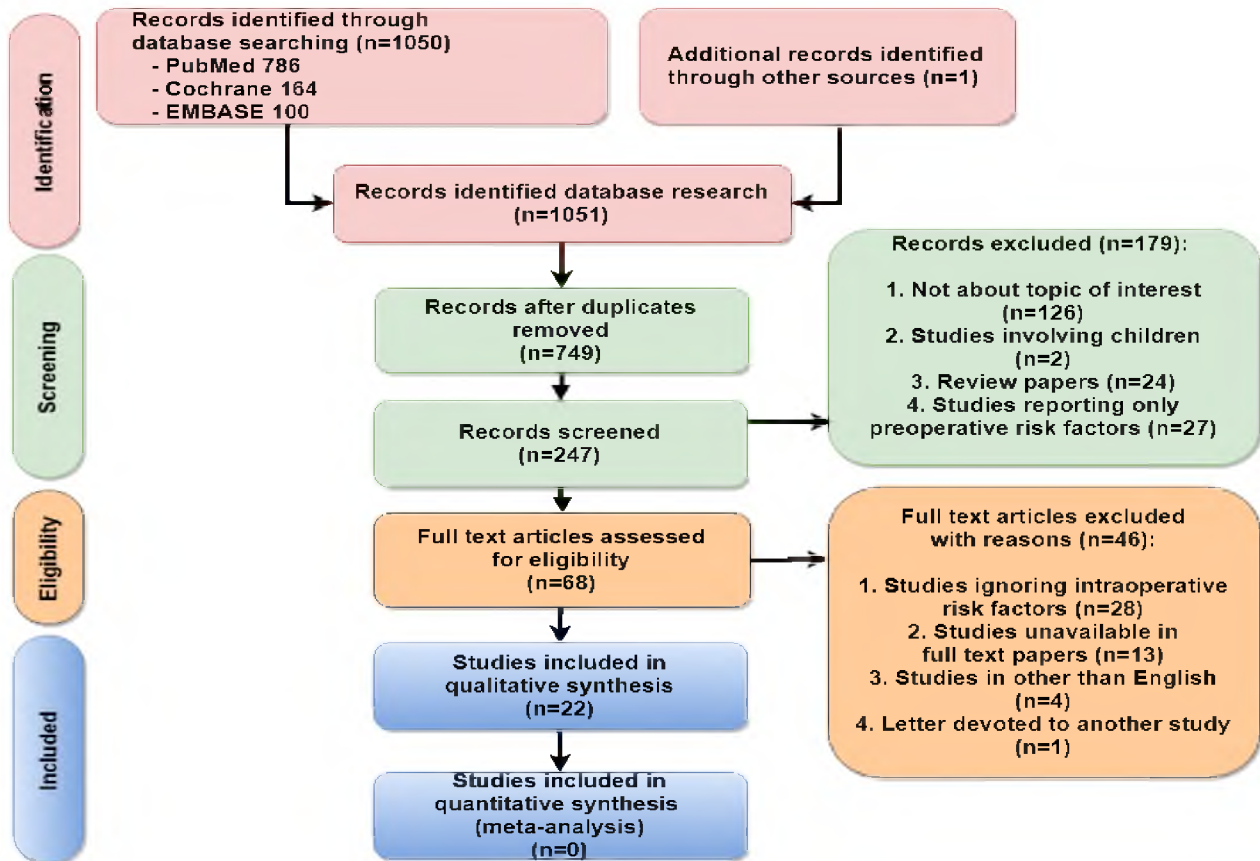 Identification
Records identified through
database searching (n=1050)
- PubMed 786
- Cochrane 164
- EMBASE 100
Additional records identified
through other sources (n=1)
Records identified database research
(n=1051)
Screening
Records after duplicates
removed
(n=749)
Records screened
(n=247)
Records excluded (n=179):
1. Not about topic of interest
(n=126)
2. Studies involving children
(n=2)
3. Review papers (n=24)
4. Studies reporting only
preoperative risk factors (n=27)
Eligibility
Full text articles assessed
for eligibility
(n=68)
Full text articles excluded
with reasons (n=46):
1. Studies ignoring intraoperative
risk factors (n=28)
2. Studies unavailable in
full text papers (n=13)
3. Studies in other than English
(n=4)
4. Letter devoted to another study
(n=1)
Included
Studies included in
qualitative synthesis
(n=22)
Studies included in
quantitative synthesis
(meta-analysis)
(n=0)